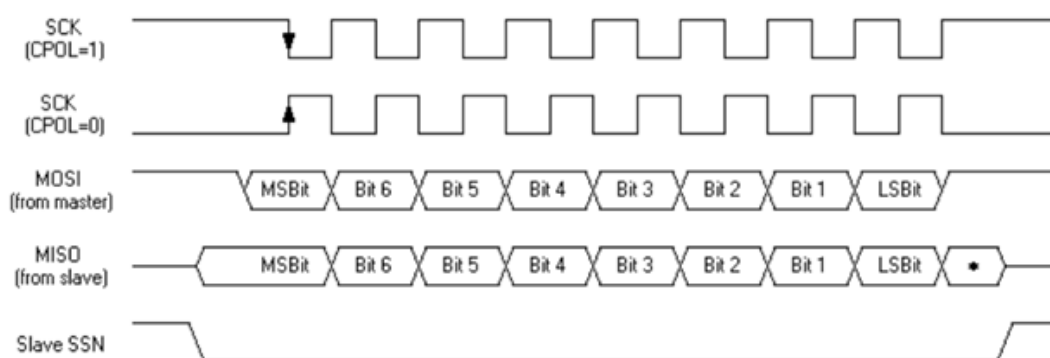 SCK
(CPOL=1)
SCK
(CPOL=0)
MOSI
(from master)
MSBit Bit 6 Bit 5 Bit 4 Bit 3 Bit 2 Bit 1 LSBit
MISO
(from slave)
MSBit Bit 6 Bit 5 Bit 4 Bit 3 Bit 2 Bit 1 LSBit *
Slave SSN